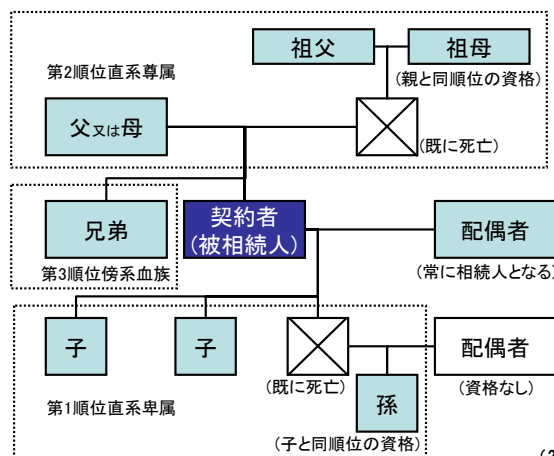 祖父
祖母
第2順位直系尊属
(親と同順位の資格)
父又は母
(既に死亡)
兄弟
契約者
(被相続人)
配偶者
第3順位傍系血族
(常に相続人となる)
子
子
配偶者
(既に死亡)
(資格なし)
第1順位直系卑属
孫
(子と同順位の資格)